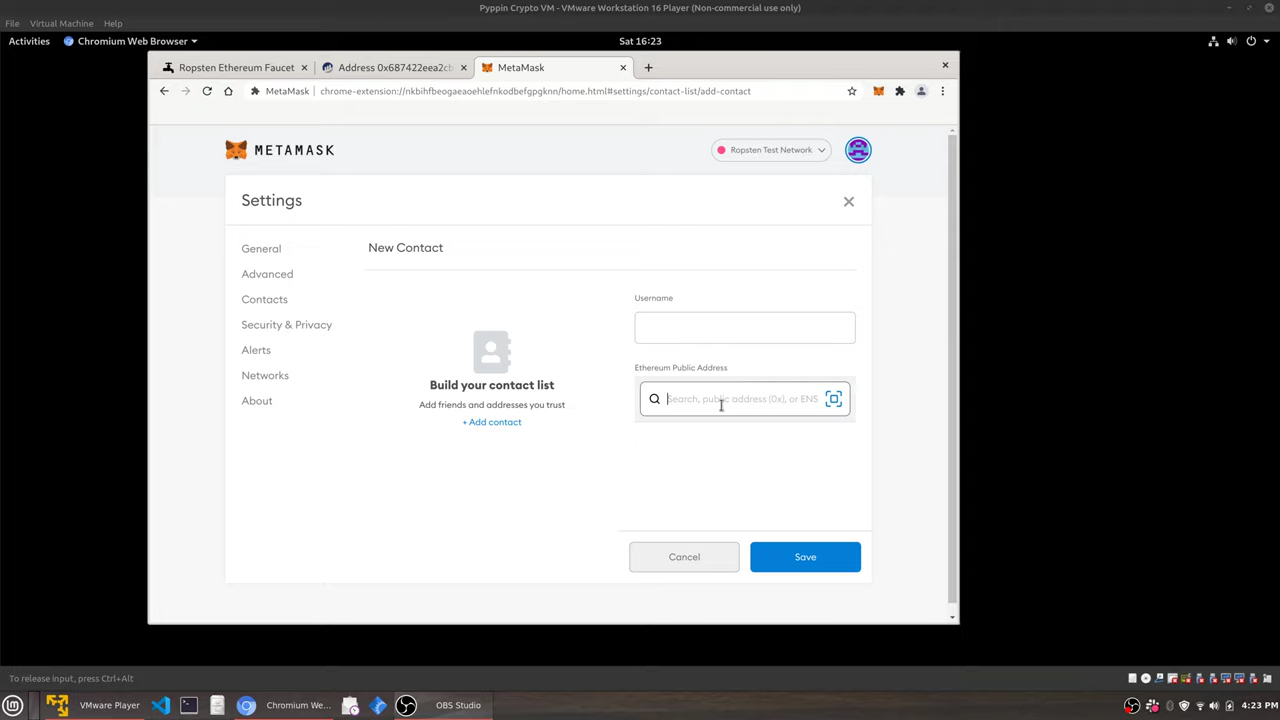 Pyppin Crypto VM - VMware Workstation 16 Player (Non-commercial use only)
File Virtual Machine Help
Activities Chromium Web Browser Sat 16:23
Ropsten Ethereum Faucet Address 0x687422eea2cb MetaMask
MetaMask chrome-extension://nkbihfbeogaeaoehlefnkodbefgpgknn/home.html#settings/contact-list/add-contact
METAMASK Ropsten Test Network
Settings
General
Advanced
Contacts
Security & Privacy
Alerts
Networks
About
New Contact
Build your contact list
Add friends and addresses you trust
+ Add contact
Username
Ethereum Public Address
Search, public address (0x), or ENS
Cancel Save
To release input, press Ctrl+Alt
VMware Player Chromium We... OBS Studio 4:23 PM